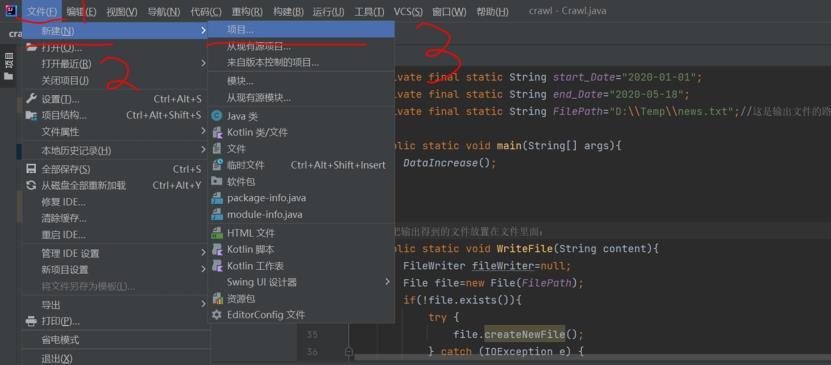 文件(F) 编辑(E) 视图(V) 导航(N) 代码(C) 重构(R) 构建(B) 运行(U) 工具(T) VCS(S) 窗口(W) 帮助(H) crawl - Crawl.java
新建(N)
打开(O)...
打开最近(R)
关闭项目(J)
设置(T)... Ctrl+Alt+S
项目结构... Ctrl+Alt+Shift+S
文件属性
本地历史记录(H)
全部保存(S) Ctrl+S
从磁盘全部重新加载 Ctrl+Alt+Y
修复 IDE...
清除缓存...
重启 IDE...
管理 IDE 设置
新项目设置
将文件另存为模板(L)...
导出
打印(P)...
省电模式
退出(X)
项目...
从现有源项目...
来自版本控制的项目...
模块...
从现有源模块...
Java 类
Kotlin 类/文件
文件
临时文件 Ctrl+Alt+Shift+Insert
软件包
package-info.java
module-info.java
HTML 文件
Kotlin 脚本
Kotlin 工作表
Swing UI 设计器
资源包
EditorConfig 文件
cra
项目
2
3
ivate final static String start_Date="2020-01-01";
ivate final static String end_Date="2020-05-18";
ivate final static String FilePath="D:\\Temp\\news.txt";//这是输出文件的路
blic static void main(String[] args){
DataIncrease();
把输出得到的文件放置在文件里面;
blic static void WriteFile(String content){
FileWriter fileWriter=null;
File file=new File(FilePath);
if(!file.exists()){
try {
35 file.createNewFile();
36 } catch (IOException e) {